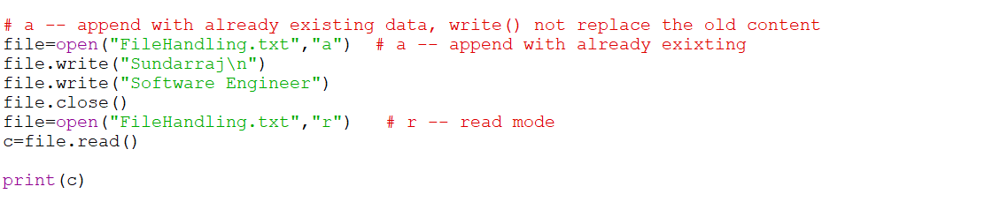 # a -- append with already existing data, write() not replace the old content
file=open("FileHandling.txt","a")  # a -- append with already exixting
file.write("Sundarraj\n")
file.write("Software Engineer")
file.close()
file=open("FileHandling.txt","r")   # r -- read mode
c=file.read()
print(c)